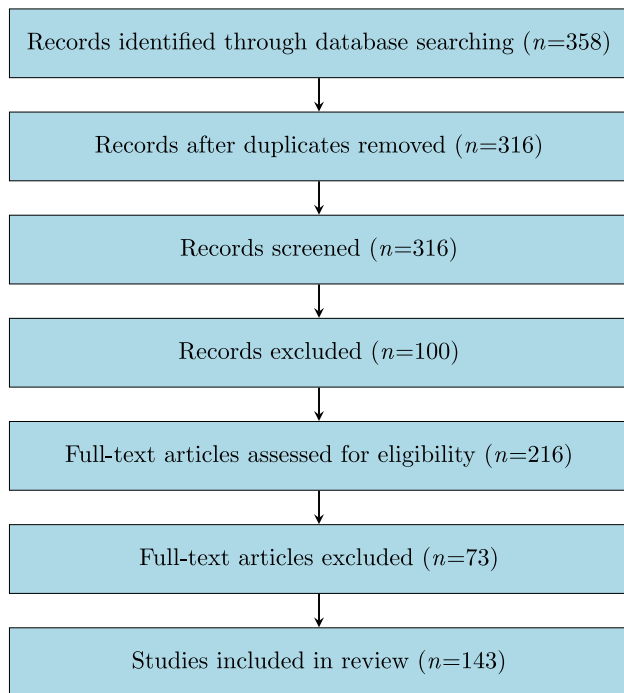 Records identified through database searching (n=358)
Records after duplicates removed (n=316)
Records screened (n=316)
Records excluded (n=100)
Full-text articles assessed for eligibility (n=216)
Full-text articles excluded (n=73)
Studies included in review (n=143)